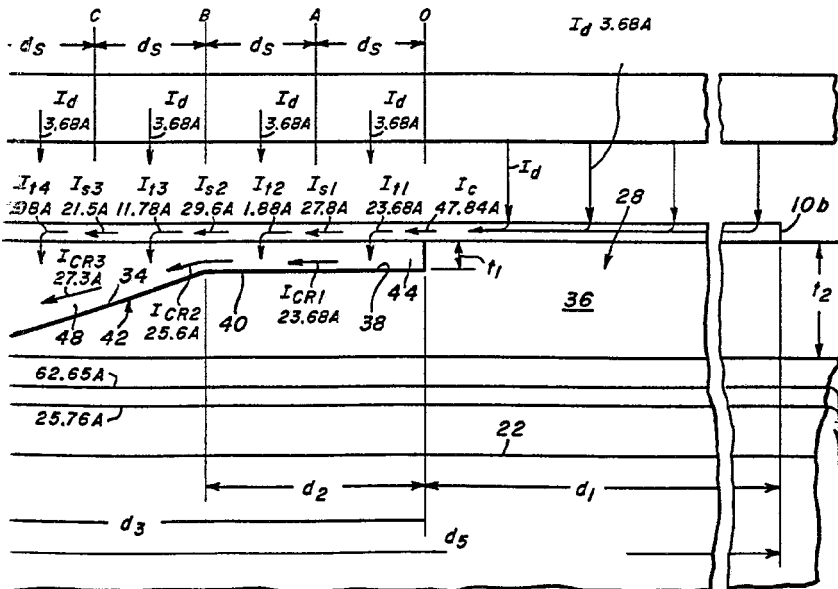 C B A O
dS dS dS dS
Id 3.68A
Id Id Id Id
3.68A 3.68A 3.68A 3.68A
Id
It4 Is3 It3 Is2 It2 Is1 It1 Ic
.98A 21.5A 11.78A 29.6A 1.88A 27.8A 23.68A 47.84A
28
10b
ICR3
27.3A
34
t1
t2
44
36
ICR2
25.6A
ICR1
23.68A
48 42 40 38
62.65A
25.76A
22
d2 d1
d3
d5